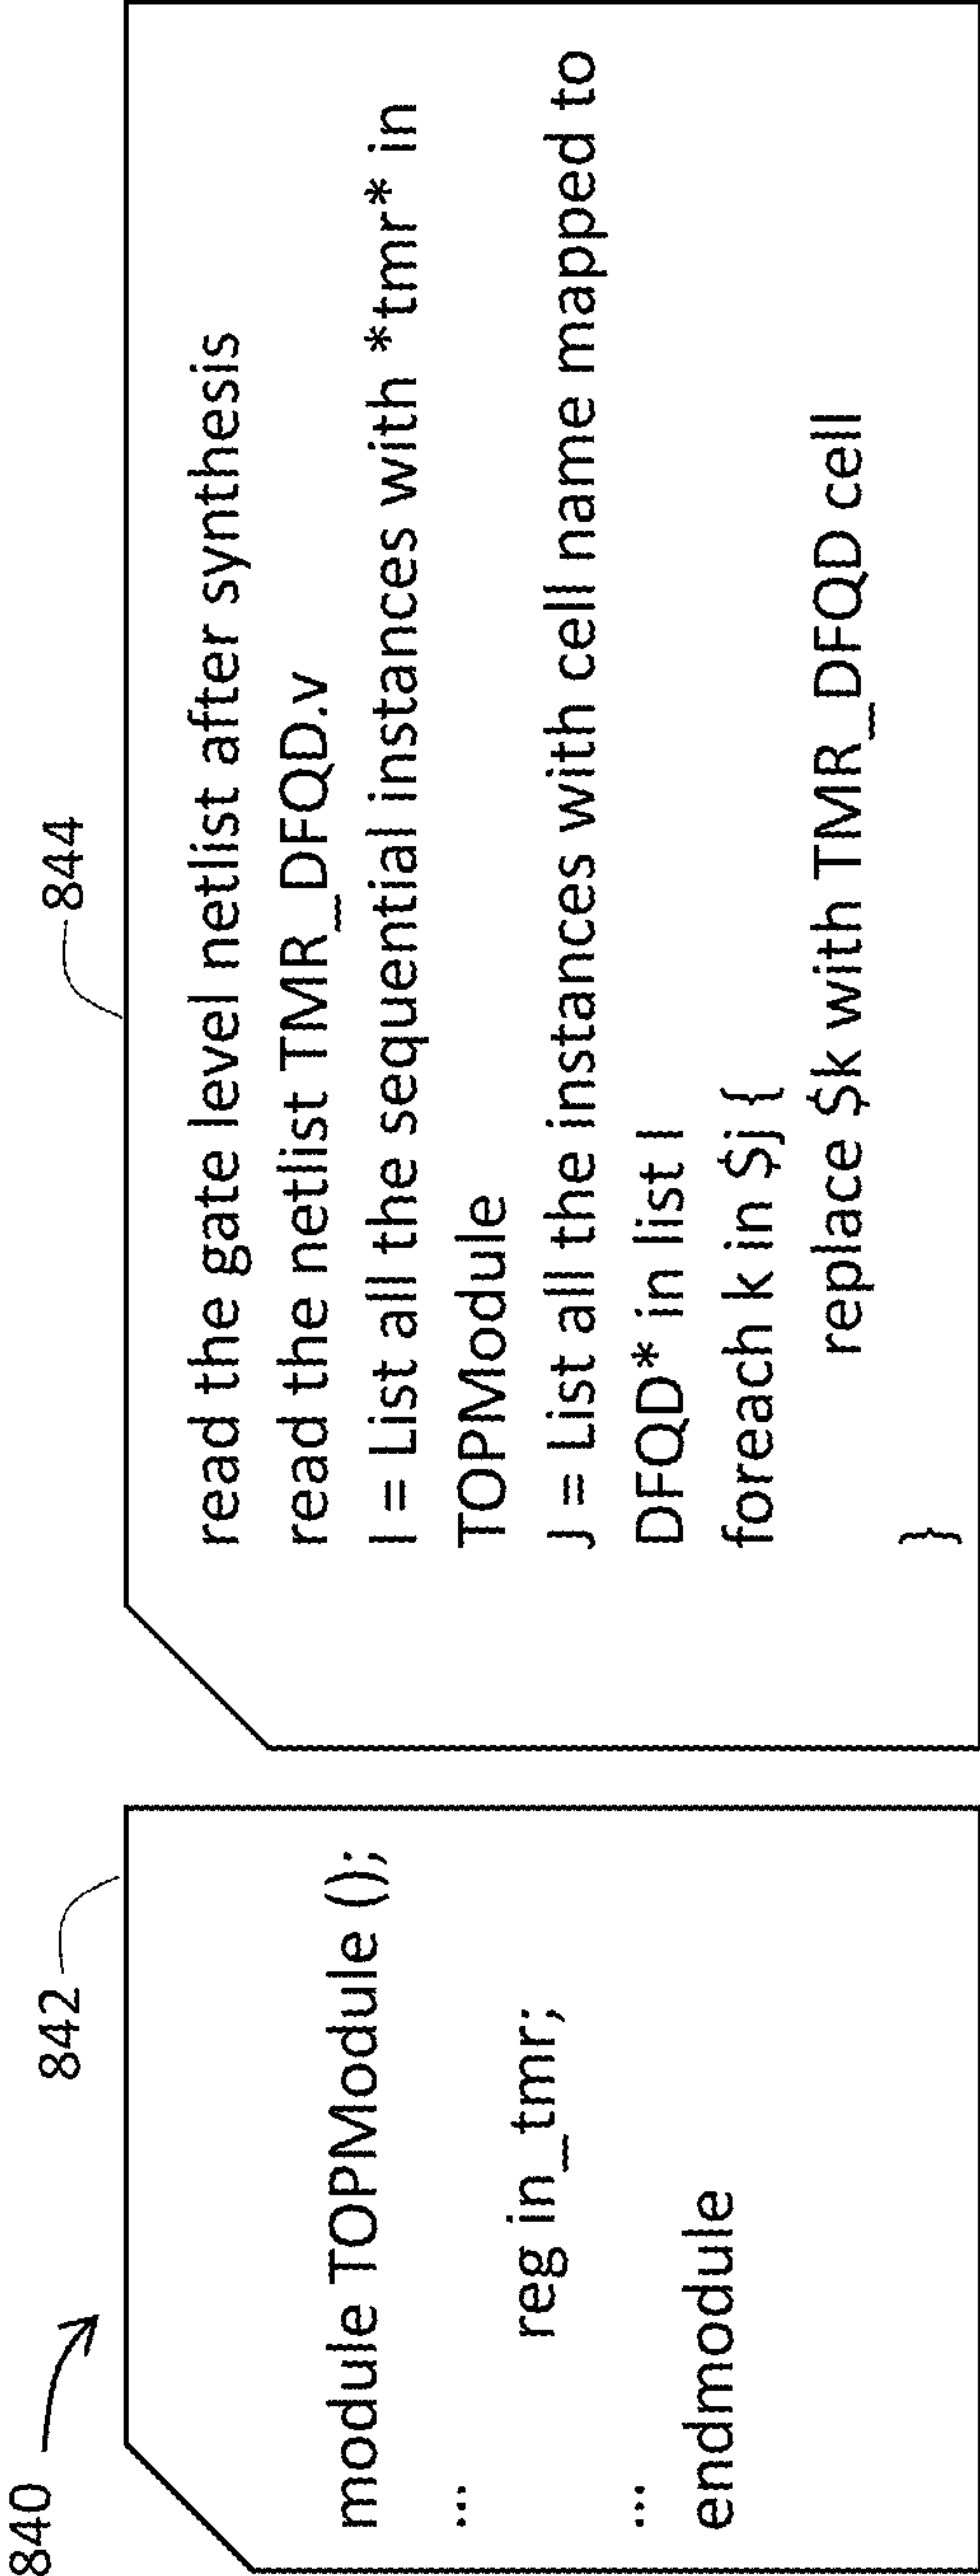 840
842
module TOPModule ();
...
reg in_tmr;
...
endmodule
844
read the gate level netlist after synthesis
read the netlist TMR_DFQD.v
I = List all the sequential instances with *tmr* in
TOPModule
J = List all the instances with cell name mapped to
DFQD* in list I
foreach k in $j {
replace $k with TMR_DFQD cell
}